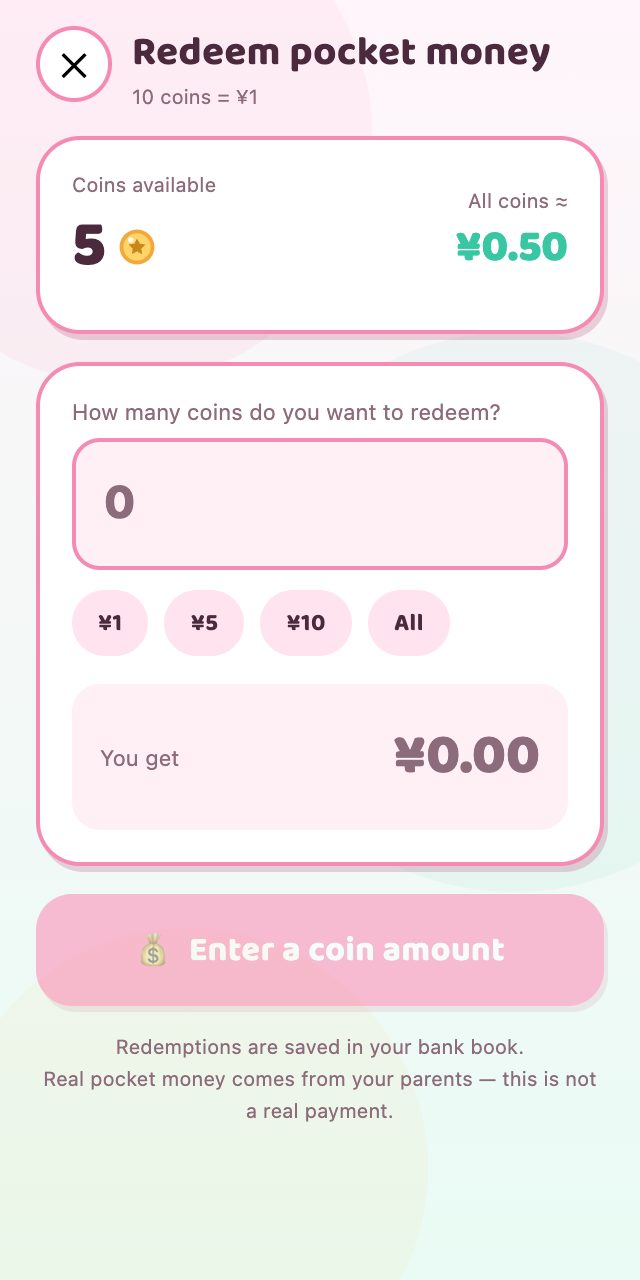 Redeem pocket money
10 coins = ¥1
Coins available
5
All coins ≈
¥0.50
How many coins do you want to redeem?
0
¥1
¥5
¥10
All
You get
¥0.00
Enter a coin amount
Redemptions are saved in your bank book.
Real pocket money comes from your parents — this is not
a real payment.